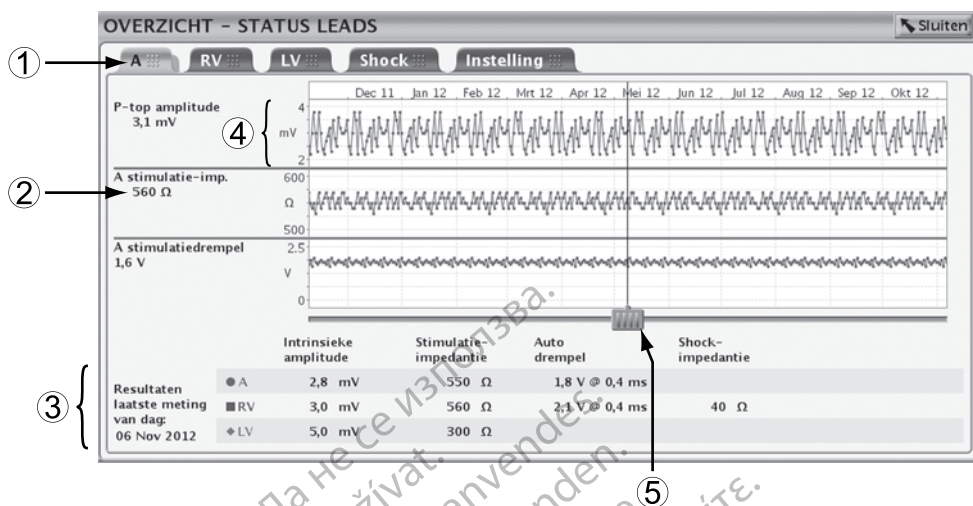 OVERZICHT - STATUS LEADS
Sluiten
1
A RV LV Shock Instelling
Dec 11 Jan 12 Feb 12 Mrt 12 Apr 12 Mei 12 Jun 12 Jul 12 Aug 12 Sep 12 Okt 12
P-top amplitude
3,1 mV
4
4
mV
2
2
A stimulatie-imp.
560 Ω
600
Ω
500
A stimulatiedrempel
1,6 V
2.5
V
0
Intrinsieke amplitude
Stimulatie-impedantie
Auto drempel
Shock-impedantie
3
Resultaten
laatste meting
van dag:
06 Nov 2012
A 2,8 mV 550 Ω 1,8 V @ 0,4 ms
RV 3,0 mV 560 Ω 2,1 V @ 0,4 ms 40 Ω
LV 5,0 mV 300 Ω
5
Да не се използва.